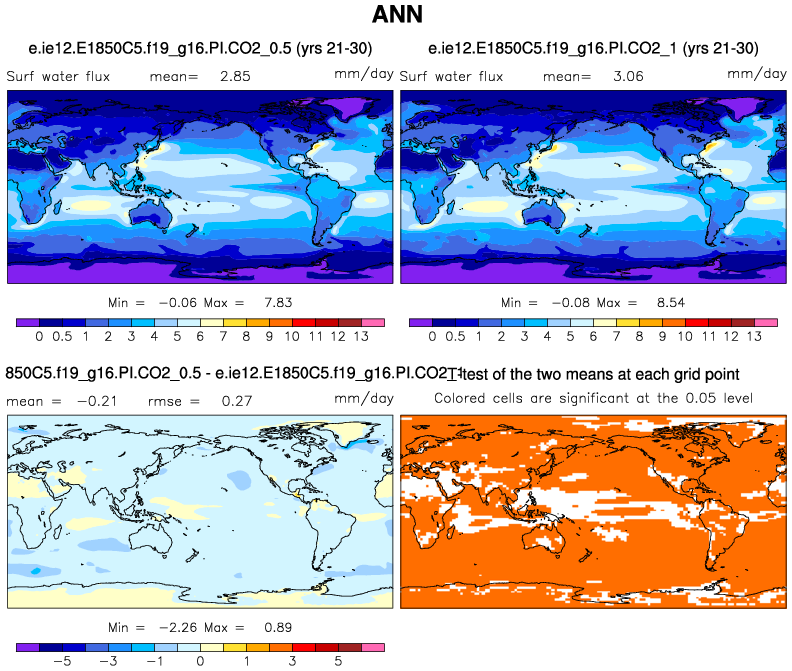 ANN
e.ie12.E1850C5.f19_g16.PI.CO2_0.5 (yrs 21-30)
e.ie12.E1850C5.f19_g16.PI.CO2_1 (yrs 21-30)
Surf water flux mean= 2.85 mm/day
Surf water flux mean= 3.06 mm/day
Min = -0.06 Max = 7.83
Min = -0.08 Max = 8.54
0 0.5 1 2 3 4 5 6 7 8 9 10 11 12 13
0 0.5 1 2 3 4 5 6 7 8 9 10 11 12 13
850C5.f19_g16.PI.CO2_0.5 - e.ie12.E1850C5.f19_g16.PI.CO2_
T-test of the two means at each grid point
mean = -0.21 rmse = 0.27 mm/day
Colored cells are significant at the 0.05 level
Min = -2.26 Max = 0.89
-5 -3 -1 0 1 3 5